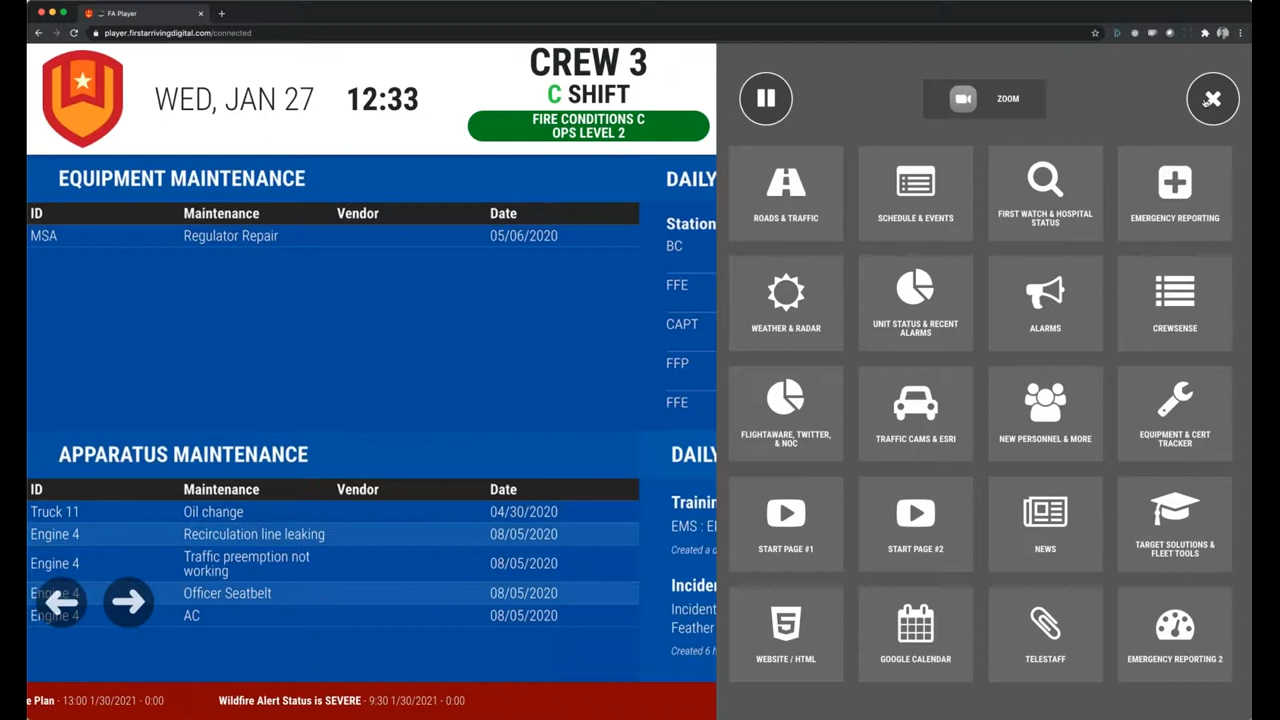 FA Player
player.firstarrivingdigital.com/connected
WED, JAN 27
12:33
CREW 3
C SHIFT
FIRE CONDITIONS C
OPS LEVEL 2
EQUIPMENT MAINTENANCE
ID Maintenance Vendor Date
MSA Regulator Repair 05/06/2020
APPARATUS MAINTENANCE
ID Maintenance Vendor Date
Truck 11 Oil change 04/30/2020
Engine 4 Recirculation line leaking 08/05/2020
Engine 4 Traffic preemption not
working 08/05/2020
Engine 4 Officer Seatbelt 08/05/2020
Engine 4 AC 08/05/2020
DAILY
Station
BC
FFE
CAPT
FFP
FFE
DAILY
Trainin
EMS : El
Created a d
Incider
Incident
Feather
Created 6 h
e Plan - 13:00 1/30/2021 - 0:00
Wildfire Alert Status is SEVERE - 9:30 1/30/2021 - 0:00
ZOOM
ROADS & TRAFFIC
SCHEDULE & EVENTS
FIRST WATCH & HOSPITAL
STATUS
EMERGENCY REPORTING
WEATHER & RADAR
UNIT STATUS & RECENT
ALARMS
ALARMS
CREWSENSE
FLIGHTAWARE, TWITTER,
& NOC
TRAFFIC CAMS & ESRI
NEW PERSONNEL & MORE
EQUIPMENT & CERT
TRACKER
START PAGE #1
START PAGE #2
NEWS
TARGET SOLUTIONS &
FLEET TOOLS
WEBSITE / HTML
GOOGLE CALENDAR
TELESTAFF
EMERGENCY REPORTING 2